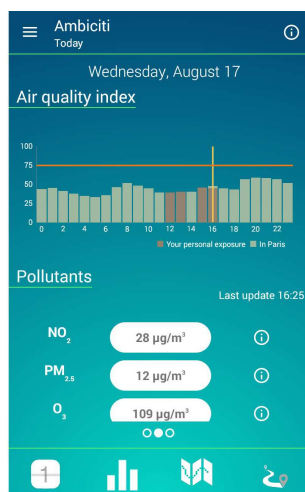 Ambiciti
Today
Wednesday, August 17
Air quality index
100
75
50
25
0
0 2 4 6 8 10 12 14 16 18 20 22
Your personal exposure In Paris
Pollutants
Last update 16:25
NO2 28 µg/m³
PM2.5 12 µg/m³
O3 109 µg/m³
1